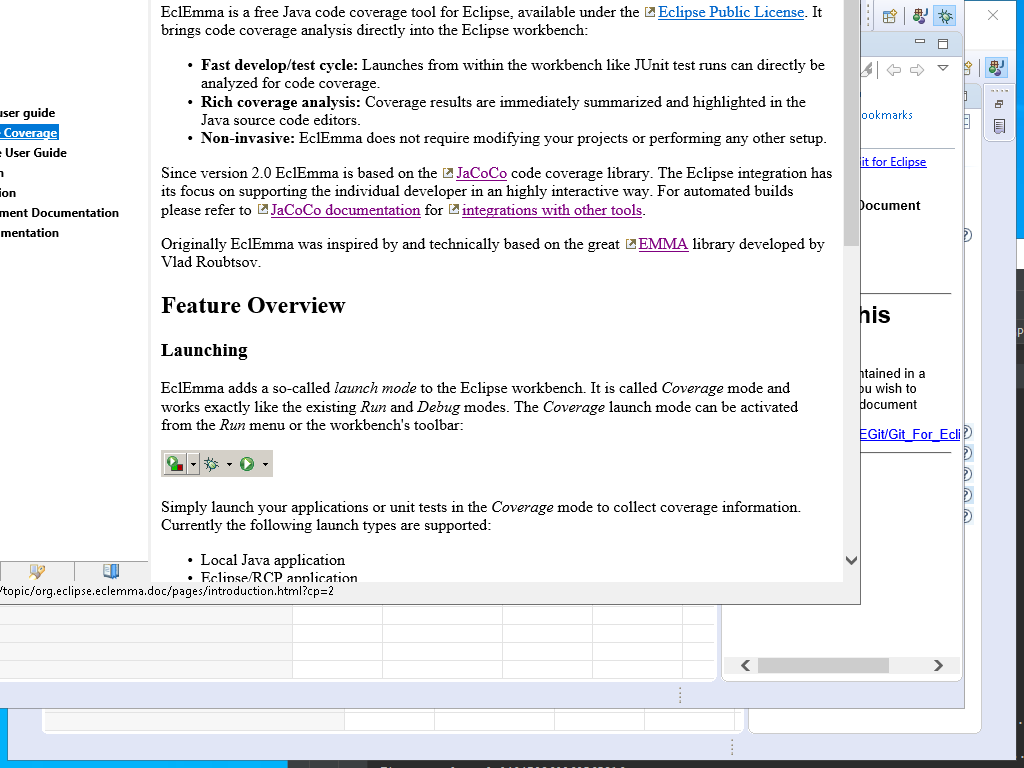 EclEmma is a free Java code coverage tool for Eclipse, available under the Eclipse Public License. It
brings code coverage analysis directly into the Eclipse workbench:
• Fast develop/test cycle: Launches from within the workbench like JUnit test runs can directly be
analyzed for code coverage.
• Rich coverage analysis: Coverage results are immediately summarized and highlighted in the
Java source code editors.
• Non-invasive: EclEmma does not require modifying your projects or performing any other setup.
Since version 2.0 EclEmma is based on the JaCoCo code coverage library. The Eclipse integration has
its focus on supporting the individual developer in an highly interactive way. For automated builds
please refer to JaCoCo documentation for integrations with other tools.
Originally EclEmma was inspired by and technically based on the great EMMA library developed by
Vlad Roubtsov.
Feature Overview
Launching
EclEmma adds a so-called launch mode to the Eclipse workbench. It is called Coverage mode and
works exactly like the existing Run and Debug modes. The Coverage launch mode can be activated
from the Run menu or the workbench's toolbar:
Simply launch your applications or unit tests in the Coverage mode to collect coverage information.
Currently the following launch types are supported:
• Local Java application
• Eclipse/RCP application
user guide
Coverage
User Guide
n
ion
ment Documentation
mentation
/topic/org.eclipse.eclemma.doc/pages/introduction.html?cp=2
ookmarks
it for Eclipse
Document
his
ntained in a
ou wish to
document
EGit/Git_For_Ecli